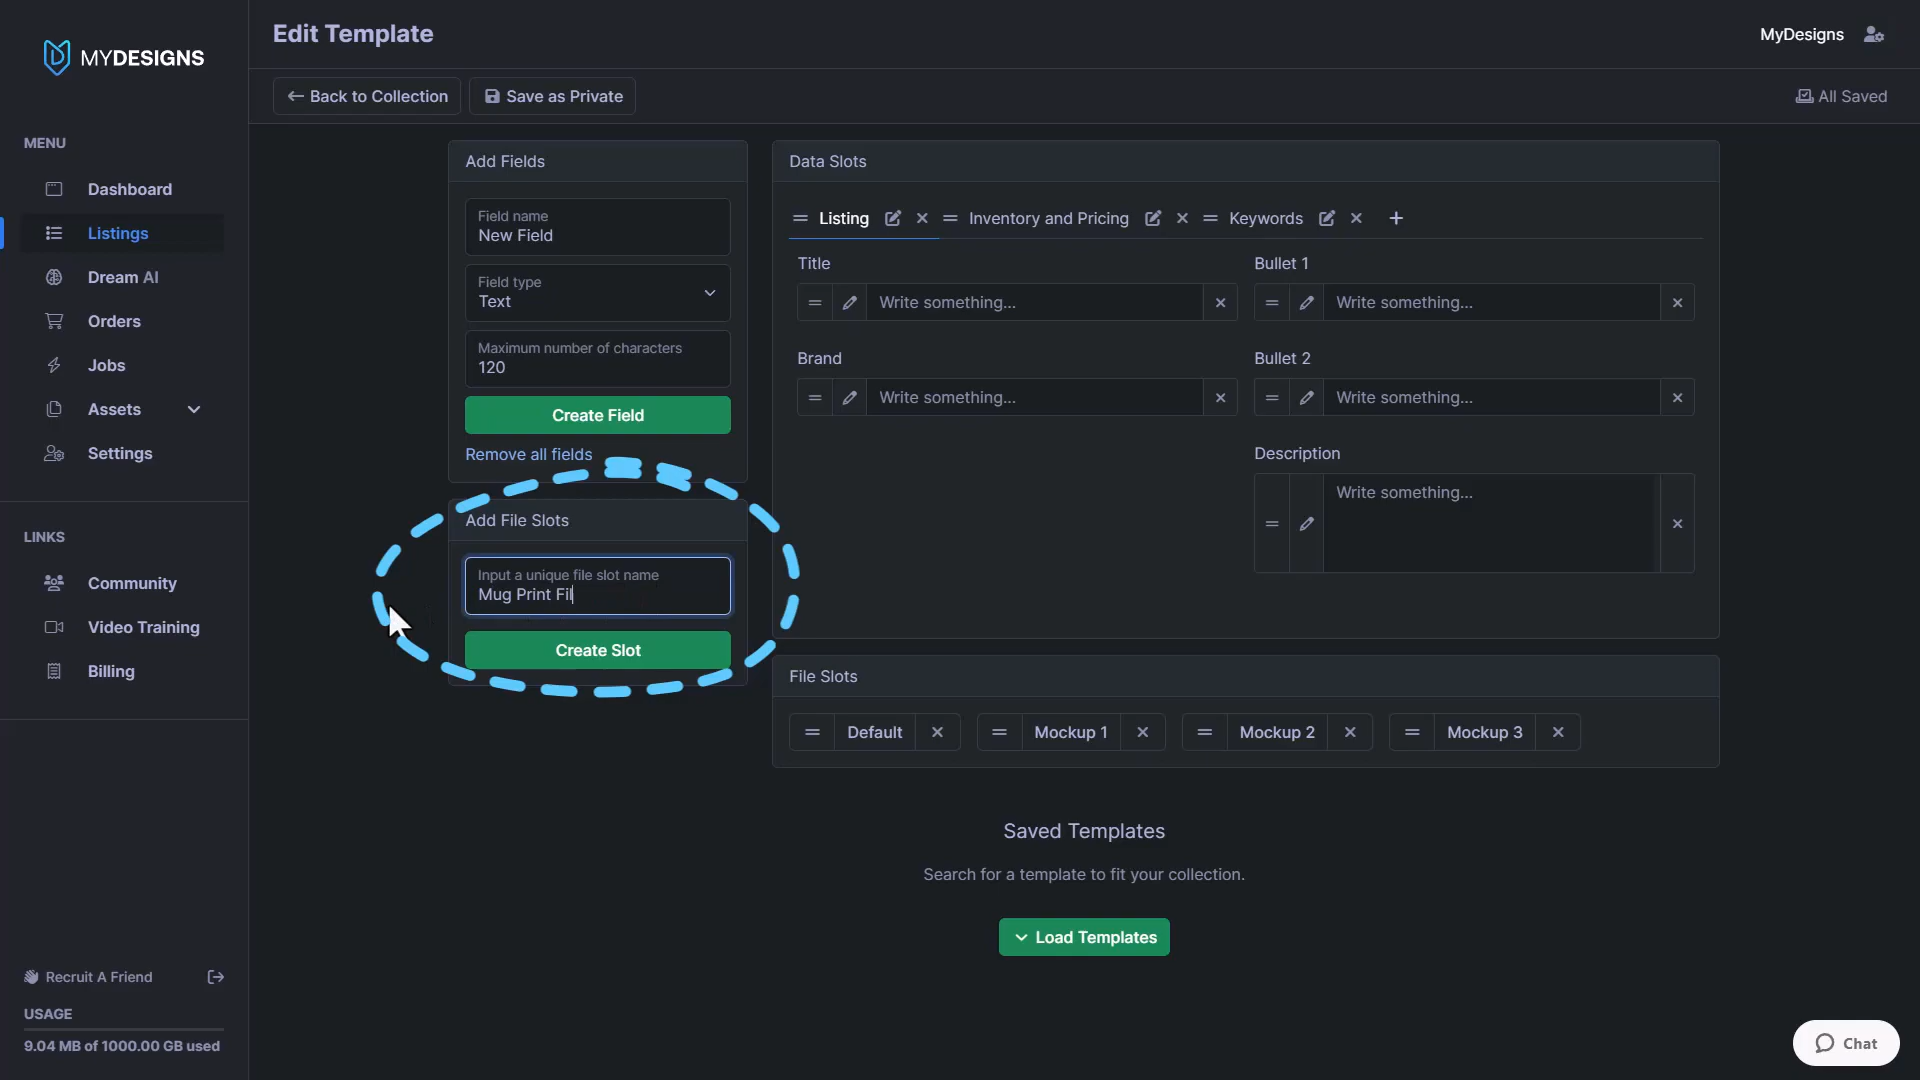 MYDESIGNS
MENU
Dashboard
Listings
Dream AI
Orders
Jobs
Assets
Settings
LINKS
Community
Video Training
Billing
Recruit A Friend
USAGE
9.04 MB of 1000.00 GB used
Edit Template
MyDesigns
Back to Collection
Save as Private
All Saved
Add Fields
Field name
New Field
Field type
Text
Maximum number of characters
120
Create Field
Remove all fields
Add File Slots
Input a unique file slot name
Mug Print Fil
Create Slot
Data Slots
Listing
Inventory and Pricing
Keywords
Title
Write something...
Brand
Write something...
Bullet 1
Write something...
Bullet 2
Write something...
Description
Write something...
File Slots
Default
Mockup 1
Mockup 2
Mockup 3
Saved Templates
Search for a template to fit your collection.
Load Templates
Chat